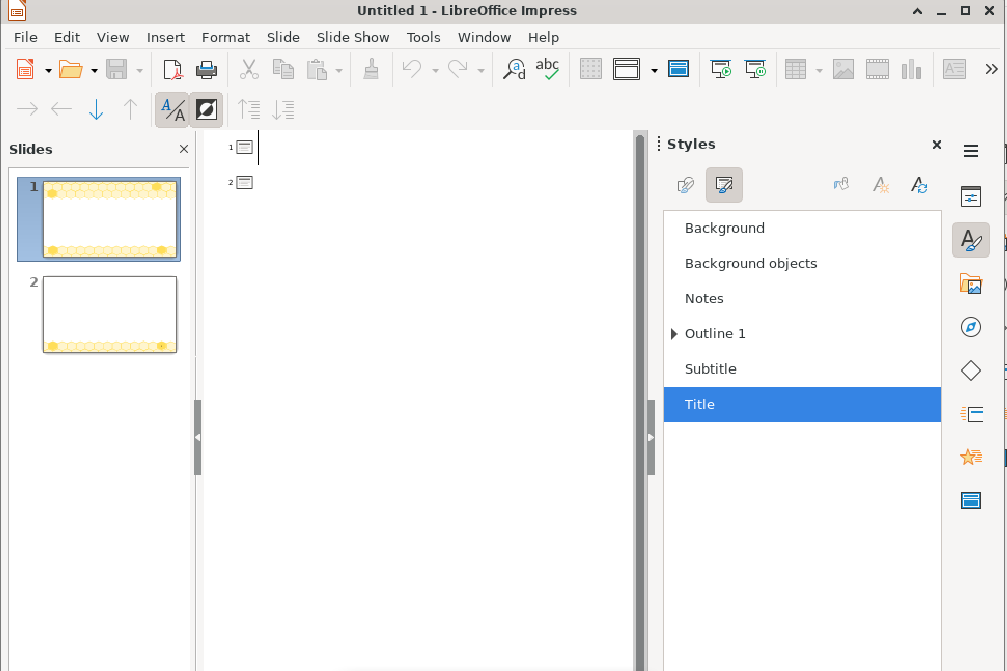 Untitled 1 - LibreOffice Impress
File Edit View Insert Format Slide Slide Show Tools Window Help
abc
Slides
Styles
1
2
1
2
Background
Background objects
Notes
Outline 1
Subtitle
Title